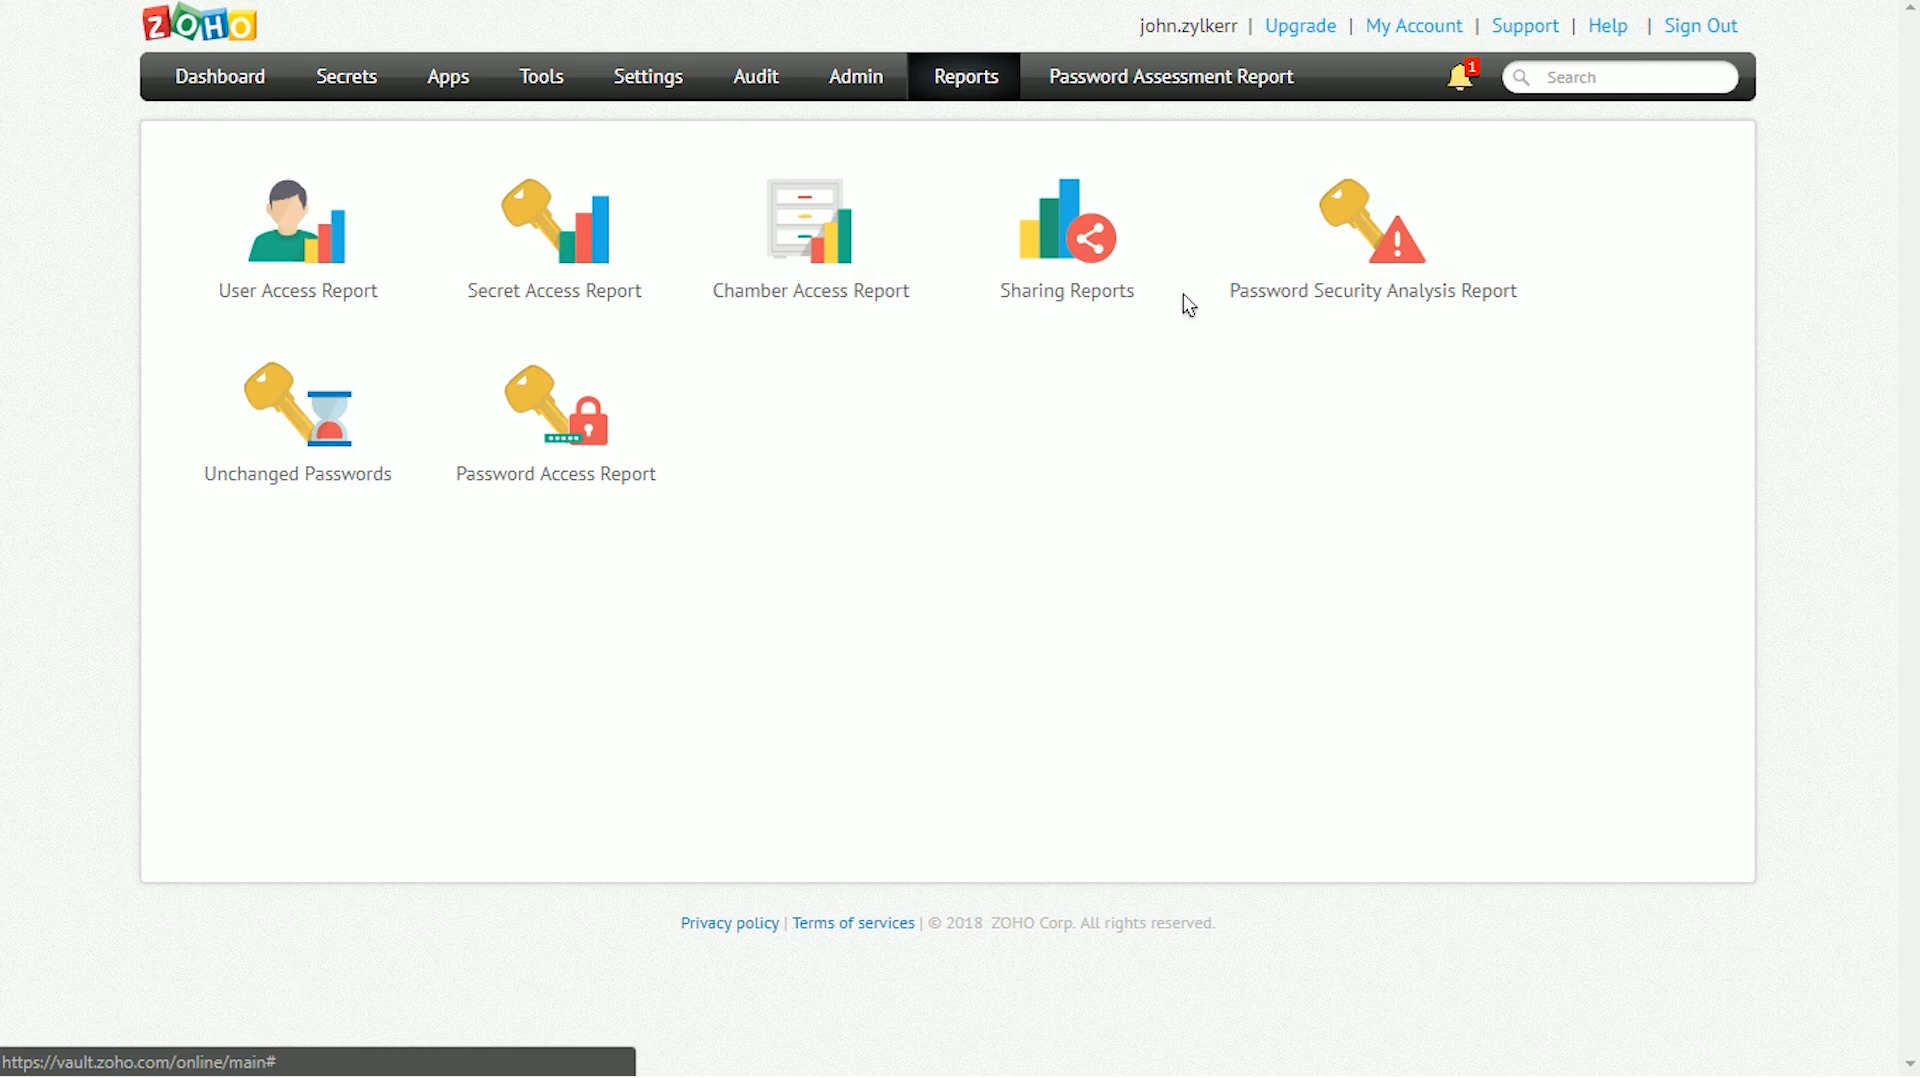 ZOHO
john.zylkerr | Upgrade | My Account | Support | Help | Sign Out
Dashboard Secrets Apps Tools Settings Audit Admin Reports Password Assessment Report 1 Search
User Access Report Secret Access Report Chamber Access Report Sharing Reports Password Security Analysis Report
Unchanged Passwords Password Access Report
Privacy policy | Terms of services | © 2018 ZOHO Corp. All rights reserved.
https://vault.zoho.com/online/main#